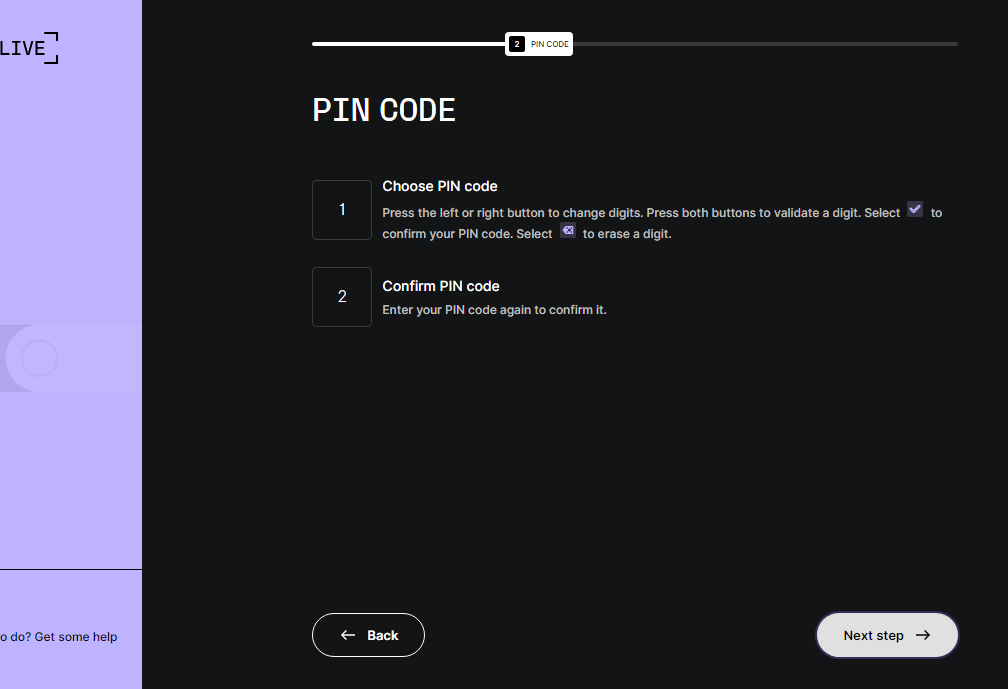 LIVE
2 PIN CODE
PIN CODE
1
Choose PIN code
Press the left or right button to change digits. Press both buttons to validate a digit. Select to
confirm your PIN code. Select to erase a digit.
2
Confirm PIN code
Enter your PIN code again to confirm it.
o do? Get some help
Back
Next step